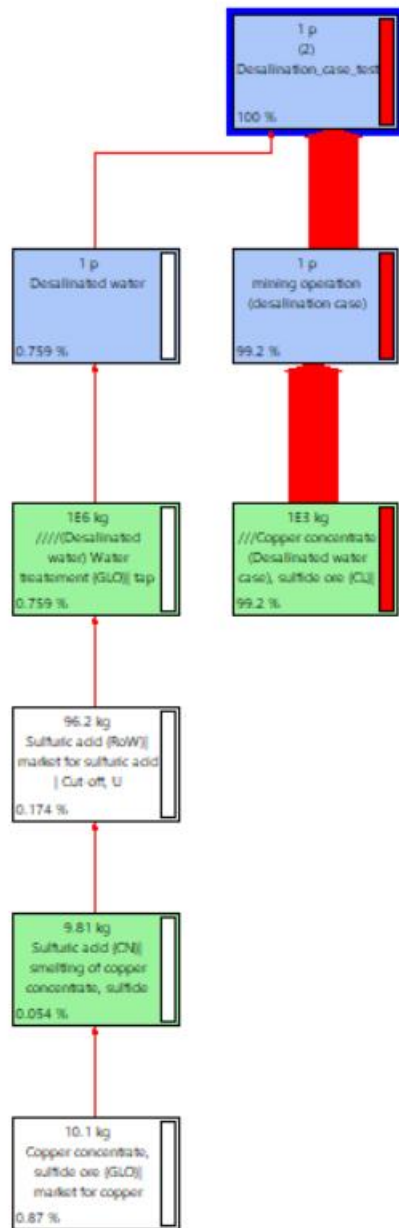 1 p
(2)
Desalination_case_test
100 %
1 p
Desalinated water
0.759 %
1 p
mining operation
(desalination case)
99.2 %
1E6 kg
////(Desalinated
water) Water
treatement (GLO)| tap
0.759 %
1E3 kg
///Copper concentrate
(Desalinated water
case), sulfide ore (CL)|
99.2 %
96.2 kg
Sulfuric acid (RoW)|
market for sulfuric acid
| Cut-off, U
0.174 %
9.81 kg
Sulfuric acid (CN)|
smelting of copper
concentrate, sulfide
0.054 %
10.1 kg
Copper concentrate,
sulfide ore (GLO)|
market for copper
0.87 %